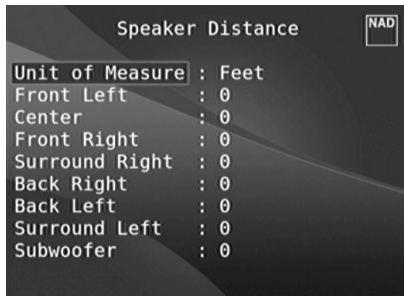 Speaker Distance
NAD
Unit of Measure : Feet
Front Left : 0
Center : 0
Front Right : 0
Surround Right : 0
Back Right : 0
Back Left : 0
Surround Left : 0
Subwoofer : 0